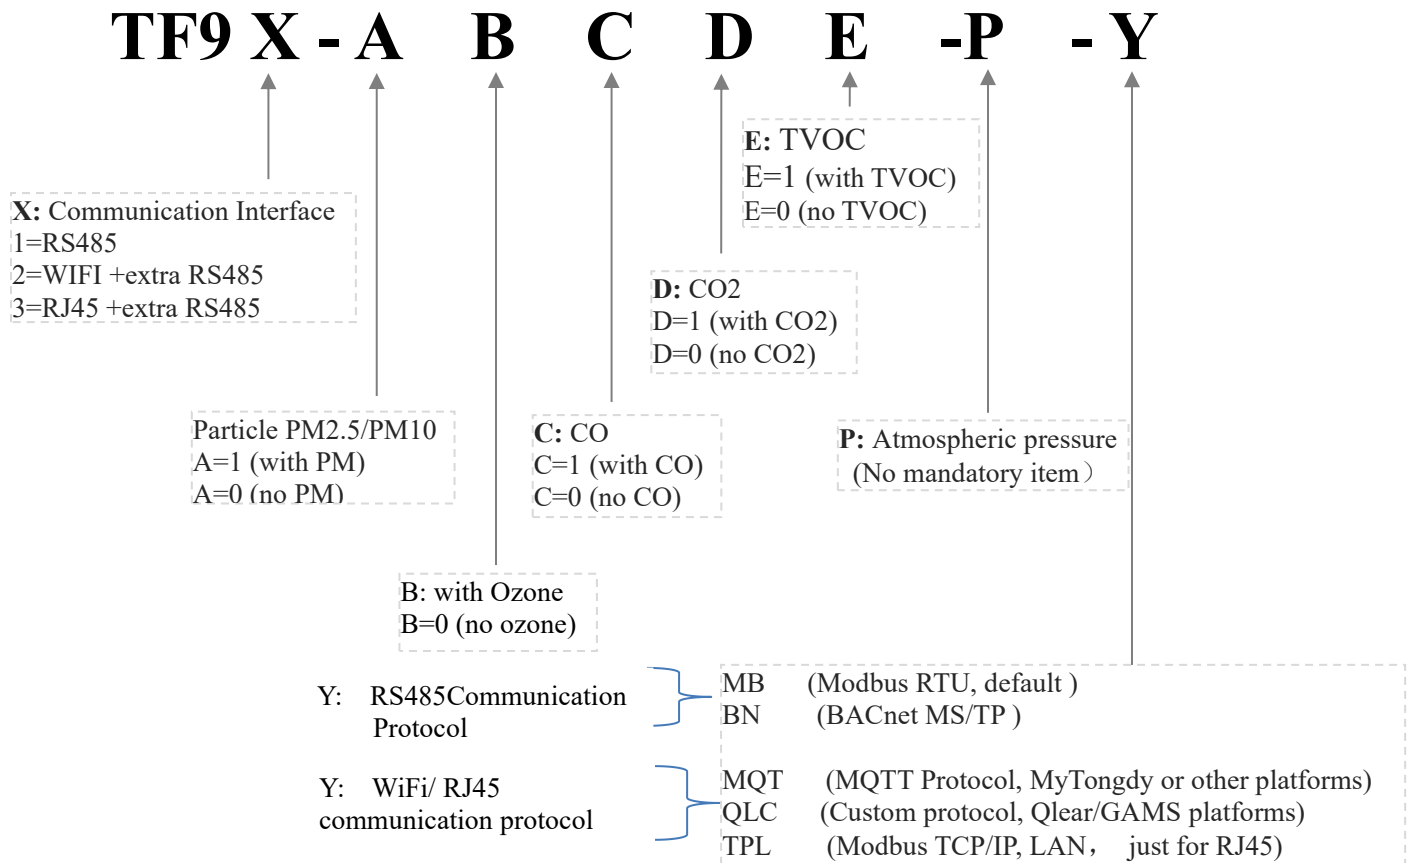 TF9 X - A B C D E -P - Y
E: TVOC
E=1 (with TVOC)
E=0 (no TVOC)
X: Communication Interface
1=RS485
2=WIFI +extra RS485
3=RJ45 +extra RS485
D: CO2
D=1 (with CO2)
D=0 (no CO2)
Particle PM2.5/PM10
A=1 (with PM)
A=0 (no PM)
C: CO
C=1 (with CO)
C=0 (no CO)
P: Atmospheric pressure
(No mandatory item）
B: with Ozone
B=0 (no ozone)
Y: RS485Communication
Protocol
MB (Modbus RTU, default )
BN (BACnet MS/TP )
Y: WiFi/ RJ45
communication protocol
MQT (MQTT Protocol, MyTongdy or other platforms)
QLC (Custom protocol, Qlear/GAMS platforms)
TPL (Modbus TCP/IP, LAN， just for RJ45)